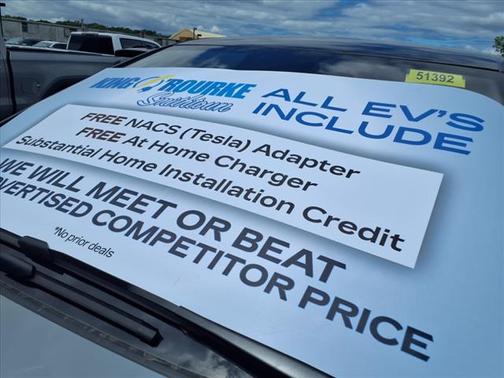 51392
KING O'ROURKE
Smithtown
ALL EV'S
INCLUDE
FREE NACS (Tesla) Adapter
FREE At Home Charger
Substantial Home Installation Credit
WE WILL MEET OR BEAT
ADVERTISED COMPETITOR PRICE
*No prior deals